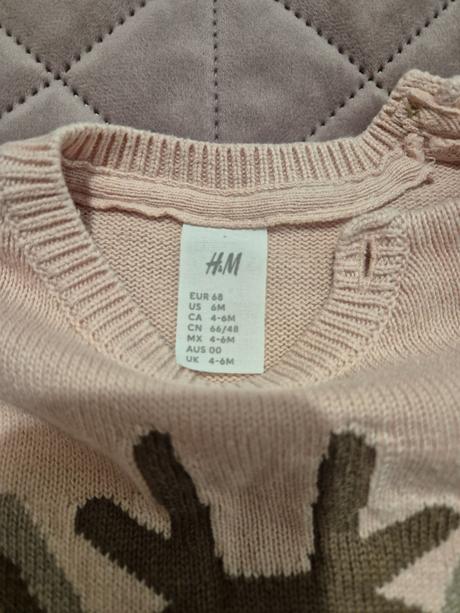 H&M
EUR 68
US 6M
CA 4-6M
CN 66/48
MX 4-6M
AUS 00
UK 4-6M